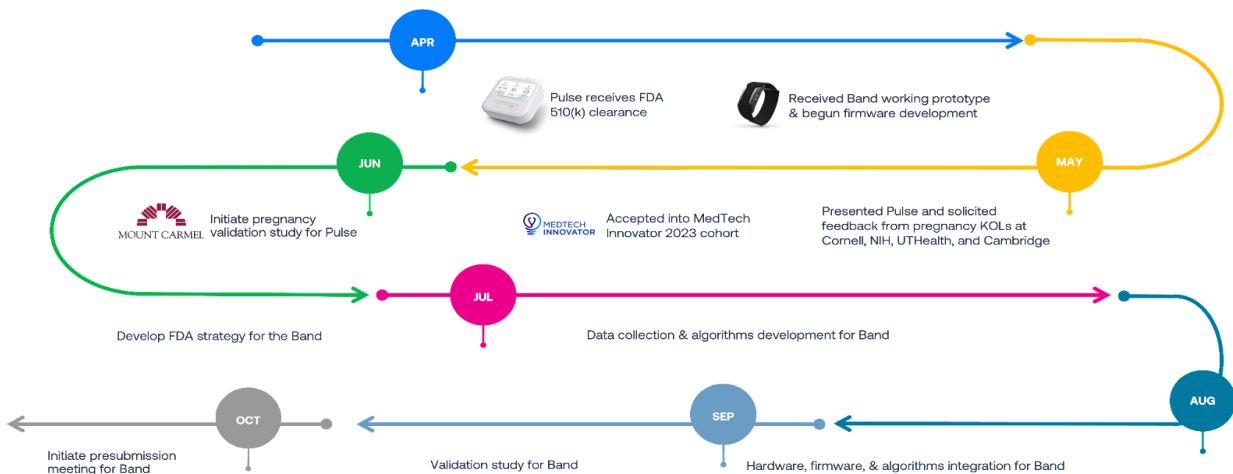 APR
Pulse receives FDA
510(k) clearance
Received Band working prototype
& begun firmware development
JUN
MAY
MOUNT CARMEL
Initiate pregnancy
validation study for Pulse
MEDTECH
INNOVATOR
Accepted into MedTech
Innovator 2023 cohort
Presented Pulse and solicited
feedback from pregnancy KOLs at
Cornell, NIH, UTHealth, and Cambridge
JUL
Develop FDA strategy for the Band
Data collection & algorithms development for Band
OCT
SEP
AUG
Initiate presubmission
meeting for Band
Validation study for Band
Hardware, firmware, & algorithms integration for Band